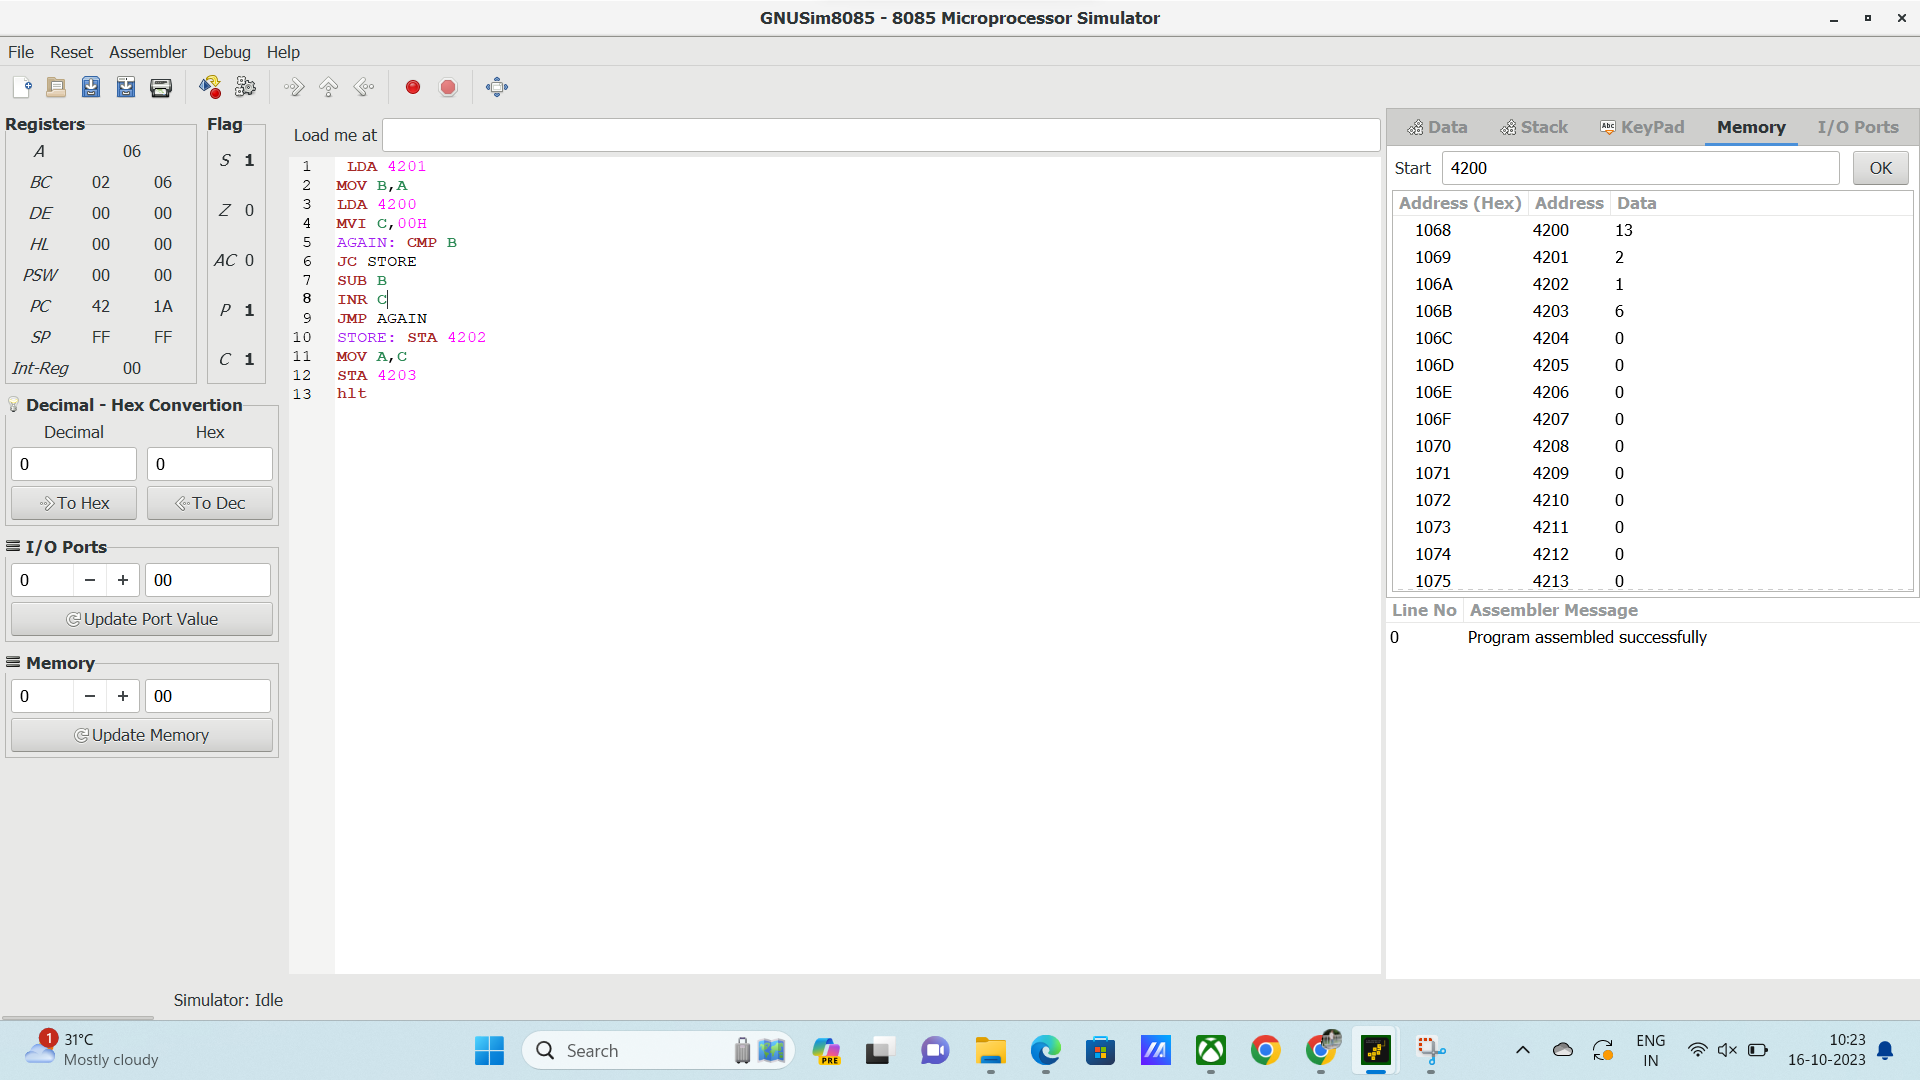 GNUSim8085 - 8085 Microprocessor Simulator
File Reset Assembler Debug Help
Registers
A 06
BC 02 06
DE 00 00
HL 00 00
PSW 00 00
PC 42 1A
SP FF FF
Int-Reg 00
Flag
S 1
Z 0
AC 0
P 1
C 1
Decimal - Hex Convertion
Decimal Hex
0 0
To Hex To Dec
I/O Ports
0 − + 00
Update Port Value
Memory
0 − + 00
Update Memory
Load me at
1 LDA 4201
2 MOV B,A
3 LDA 4200
4 MVI C,00H
5 AGAIN: CMP B
6 JC STORE
7 SUB B
8 INR C
9 JMP AGAIN
10 STORE: STA 4202
11 MOV A,C
12 STA 4203
13 hlt
Data Stack Abc KeyPad Memory I/O Ports
Start 4200 OK
Address (Hex) Address Data
1068 4200 13
1069 4201 2
106A 4202 1
106B 4203 6
106C 4204 0
106D 4205 0
106E 4206 0
106F 4207 0
1070 4208 0
1071 4209 0
1072 4210 0
1073 4211 0
1074 4212 0
1075 4213 0
Line No Assembler Message
0 Program assembled successfully
Simulator: Idle
1
31°C
Mostly cloudy
Search
PRE
ENG
IN
10:23
16-10-2023